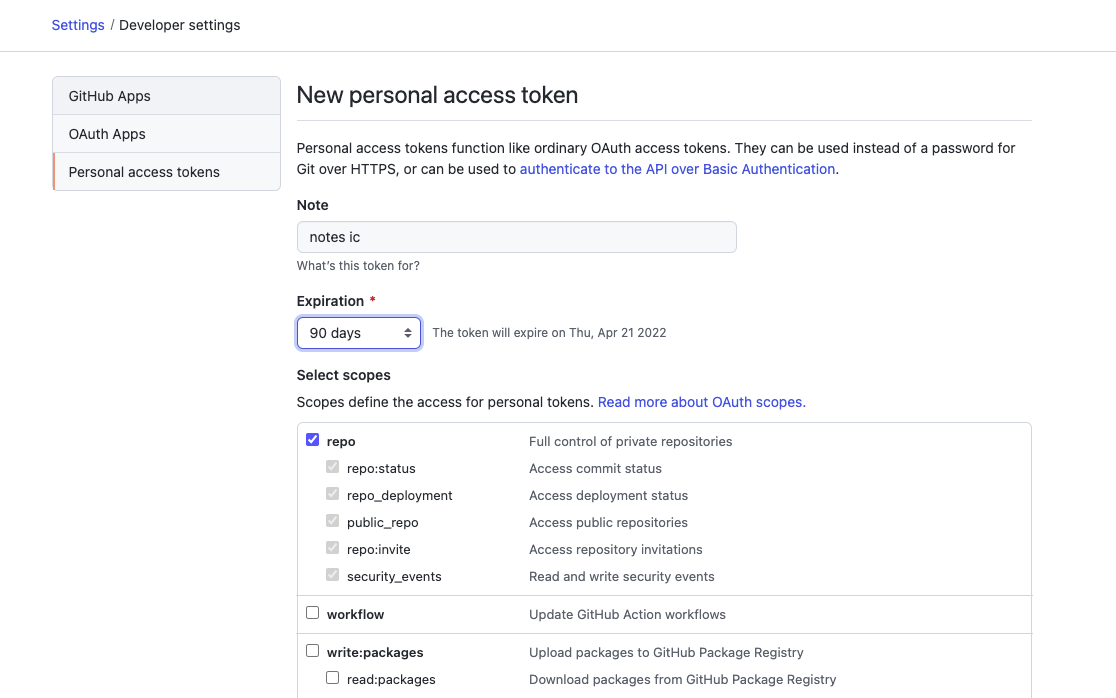 Settings / Developer settings
GitHub Apps
OAuth Apps
Personal access tokens
New personal access token
Personal access tokens function like ordinary OAuth access tokens. They can be used instead of a password for
Git over HTTPS, or can be used to authenticate to the API over Basic Authentication.
Note
notes ic
What's this token for?
Expiration *
90 days The token will expire on Thu, Apr 21 2022
Select scopes
Scopes define the access for personal tokens. Read more about OAuth scopes.
repo Full control of private repositories
repo:status Access commit status
repo_deployment Access deployment status
public_repo Access public repositories
repo:invite Access repository invitations
security_events Read and write security events
workflow Update GitHub Action workflows
write:packages Upload packages to GitHub Package Registry
read:packages Download packages from GitHub Package Registry